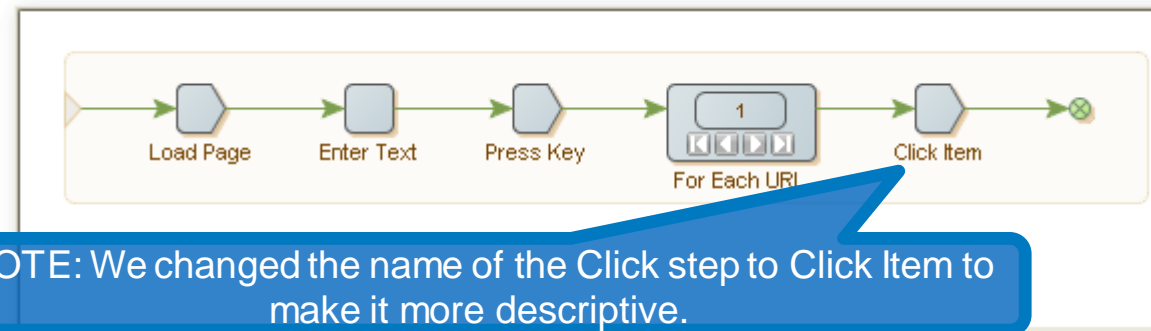 1
Load Page Enter Text Press Key For Each URL Click Item
OTE: We changed the name of the Click step to Click Item to
make it more descriptive.